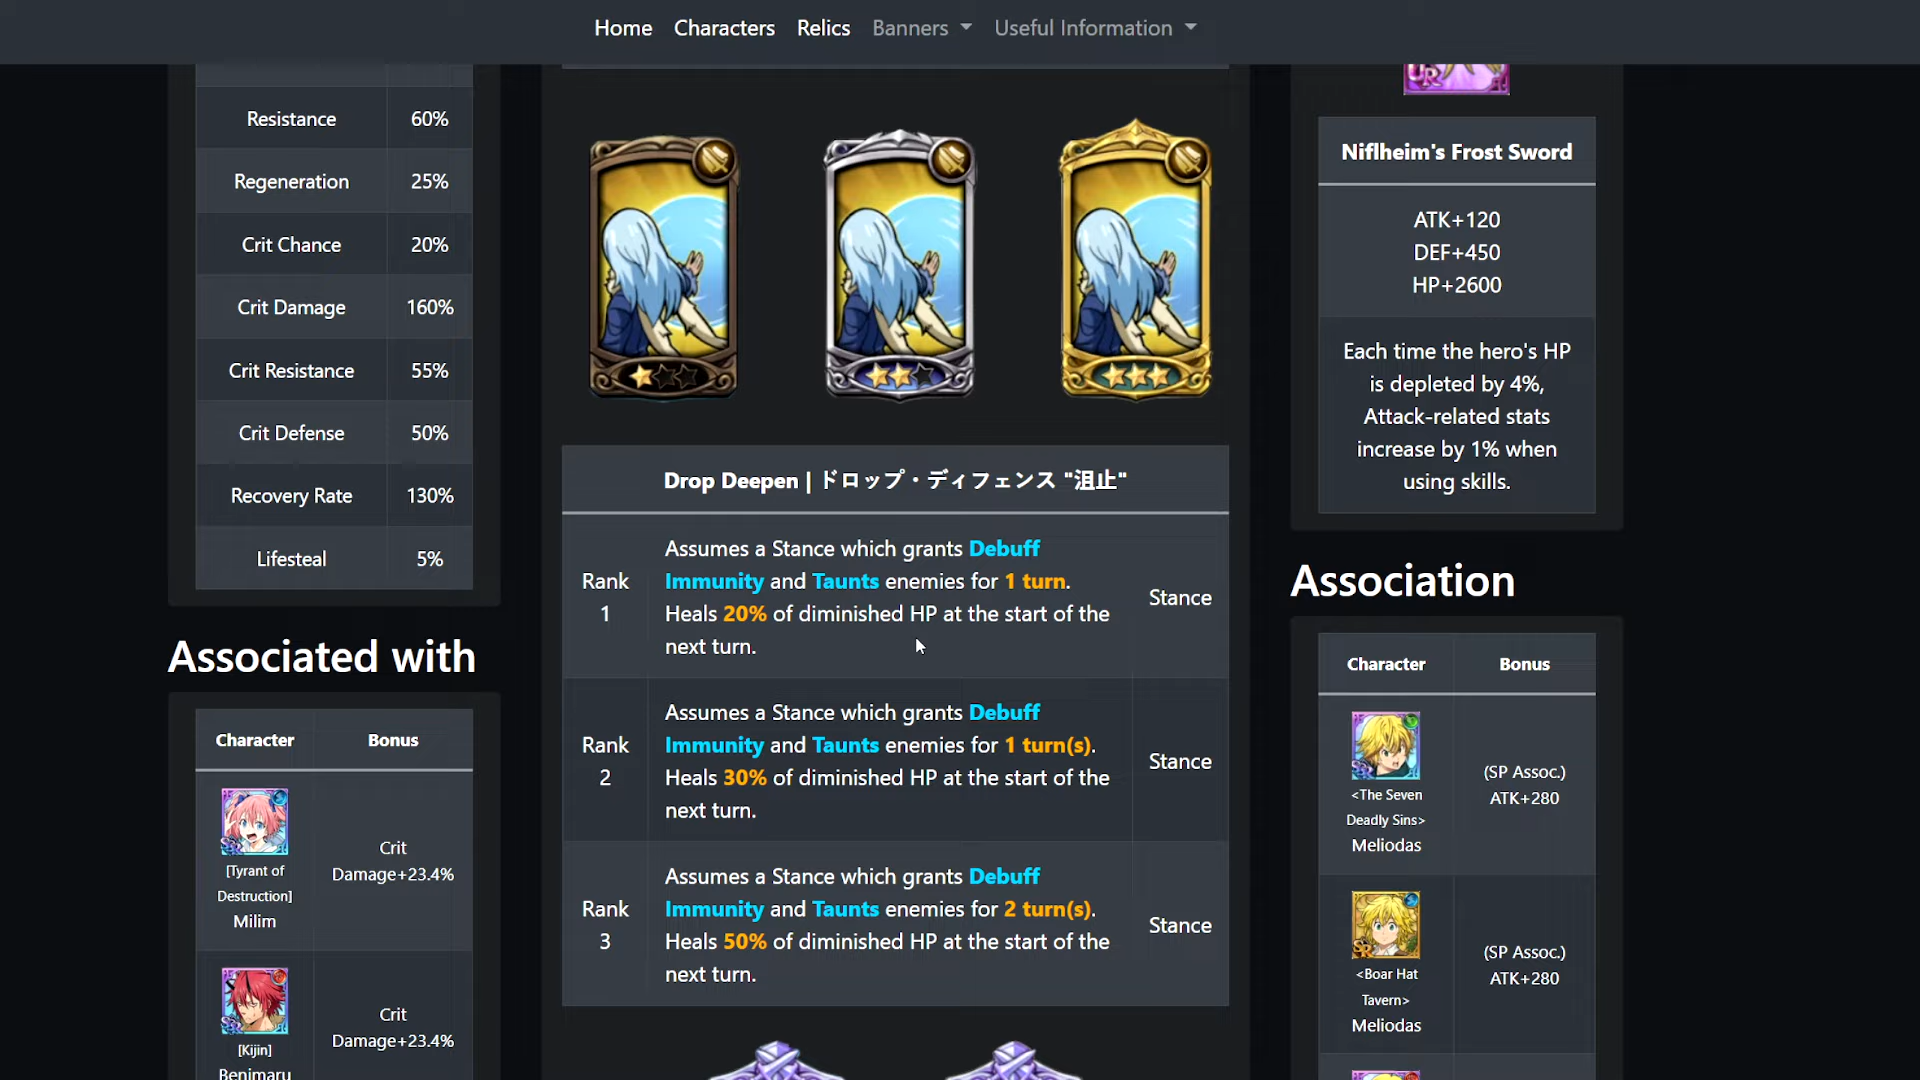 Home Characters Relics Banners Useful Information
Resistance 60%
Regeneration 25%
Crit Chance 20%
Crit Damage 160%
Crit Resistance 55%
Crit Defense 50%
Recovery Rate 130%
Lifesteal 5%
Associated with
Character Bonus
SR
[Tyrant of
Destruction]
Milim
Crit
Damage+23.4%
SR
[Kijin]
Benimaru
Crit
Damage+23.4%
Drop Deepen | ドロップ・ディフェンス "沮止"
Rank
1
Assumes a Stance which grants Debuff
Immunity and Taunts enemies for 1 turn.
Heals 20% of diminished HP at the start of the
next turn.
Stance
Rank
2
Assumes a Stance which grants Debuff
Immunity and Taunts enemies for 1 turn(s).
Heals 30% of diminished HP at the start of the
next turn.
Stance
Rank
3
Assumes a Stance which grants Debuff
Immunity and Taunts enemies for 2 turn(s).
Heals 50% of diminished HP at the start of the
next turn.
Stance
UR
Niflheim's Frost Sword
ATK+120
DEF+450
HP+2600
Each time the hero's HP
is depleted by 4%,
Attack-related stats
increase by 1% when
using skills.
Association
Character Bonus
SR
<The Seven
Deadly Sins>
Meliodas
(SP Assoc.)
ATK+280
SR
<Boar Hat
Tavern>
Meliodas
(SP Assoc.)
ATK+280